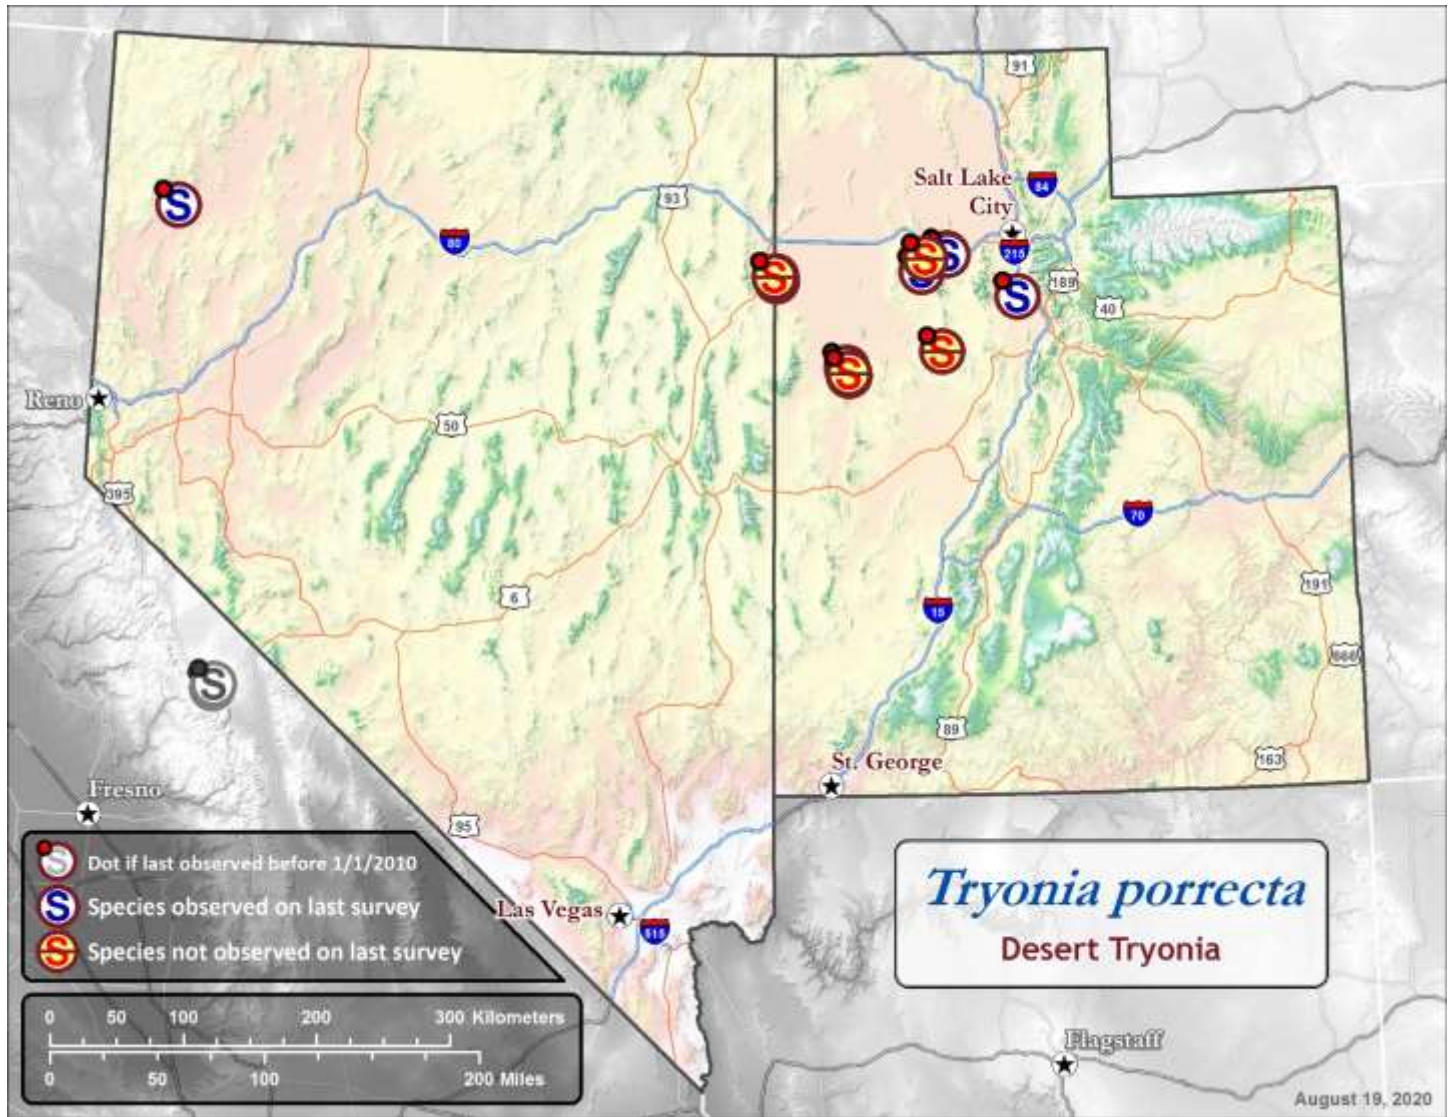 91
Salt Lake
City
84
S
93
80
S
S
215
S
S
S
189
S
40
S
S
Reno
50
395
70
6
191
15
666
S
89
163
St. George
Fresno
95
S Dot if last observed before 1/1/2010
S Species observed on last survey
S Species not observed on last survey
Las Vegas
515
Tryonia porrecta
Desert Tryonia
0 50 100 200 300 Kilometers
0 50 100 200 Miles
Flagstaff
August 19, 2020